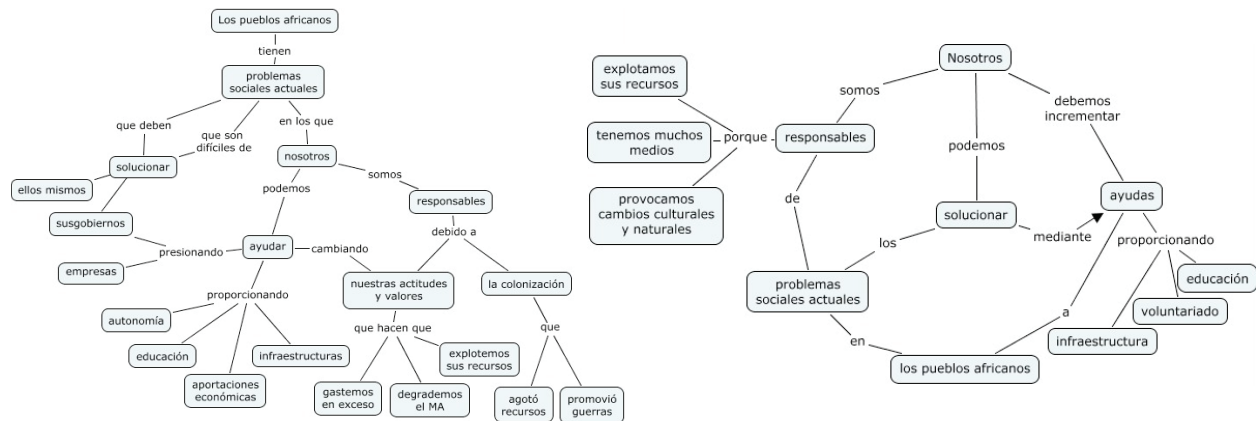 Los pueblos africanos
tienen
problemas
sociales actuales
que deben
que son
difíciles de
en los que
solucionar
nosotros
ellos mismos
podemos
somos
susgobiernos
responsables
presionando
ayudar
cambiando
debido a
empresas
proporcionando
nuestras actitudes
y valores
la colonización
autonomía
educación
aportaciones
económicas
infraestructuras
que hacen que
explotemos
sus recursos
que
gastemos
en exceso
degrademos
el MA
agotó
recursos
promovió
guerras
Nosotros
explotamos
sus recursos
somos
debemos
incrementar
tenemos muchos
medios
porque
responsables
podemos
provocamos
cambios culturales
y naturales
de
solucionar
ayudas
los
mediante
proporcionando
problemas
sociales actuales
educación
voluntariado
a
infraestructura
en
los pueblos africanos